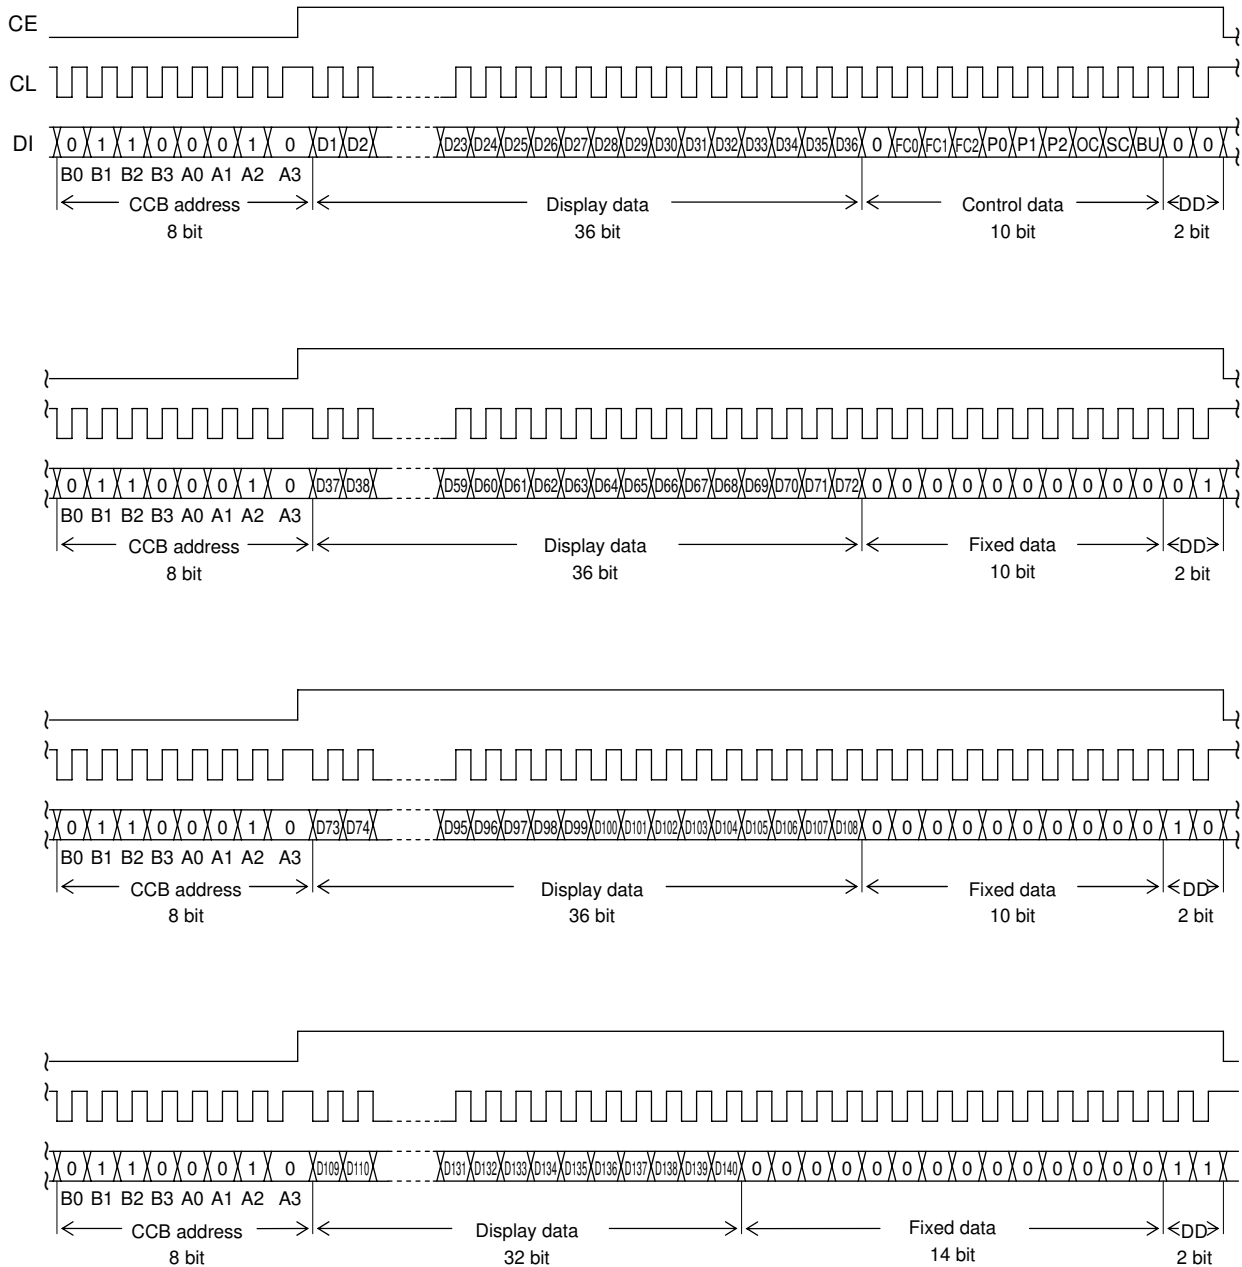 CE
CL
DI 0 1 1 0 0 0 1 0 D1 D2 D23 D24 D25 D26 D27 D28 D29 D30 D31 D32 D33 D34 D35 D36 0 FC0 FC1 FC2 P0 P1 P2 OC SC BU 0 0
B0 B1 B2 B3 A0 A1 A2 A3
CCB address Display data Control data DD
8 bit 36 bit 10 bit 2 bit
0 1 1 0 0 0 1 0 D37 D38 D59 D60 D61 D62 D63 D64 D65 D66 D67 D68 D69 D70 D71 D72 0 0 0 0 0 0 0 0 0 0 0 1
B0 B1 B2 B3 A0 A1 A2 A3
CCB address Display data Fixed data DD
8 bit 36 bit 10 bit 2 bit
0 1 1 0 0 0 1 0 D73 D74 D95 D96 D97 D98 D99 D100 D101 D102 D103 D104 D105 D106 D107 D108 0 0 0 0 0 0 0 0 0 0 1 0
B0 B1 B2 B3 A0 A1 A2 A3
CCB address Display data Fixed data DD
8 bit 36 bit 10 bit 2 bit
0 1 1 0 0 0 1 0 D109 D110 D131 D132 D133 D134 D135 D136 D137 D138 D139 D140 0 0 0 0 0 0 0 0 0 0 0 0 0 0 1 1
B0 B1 B2 B3 A0 A1 A2 A3
CCB address Display data Fixed data DD
8 bit 32 bit 14 bit 2 bit